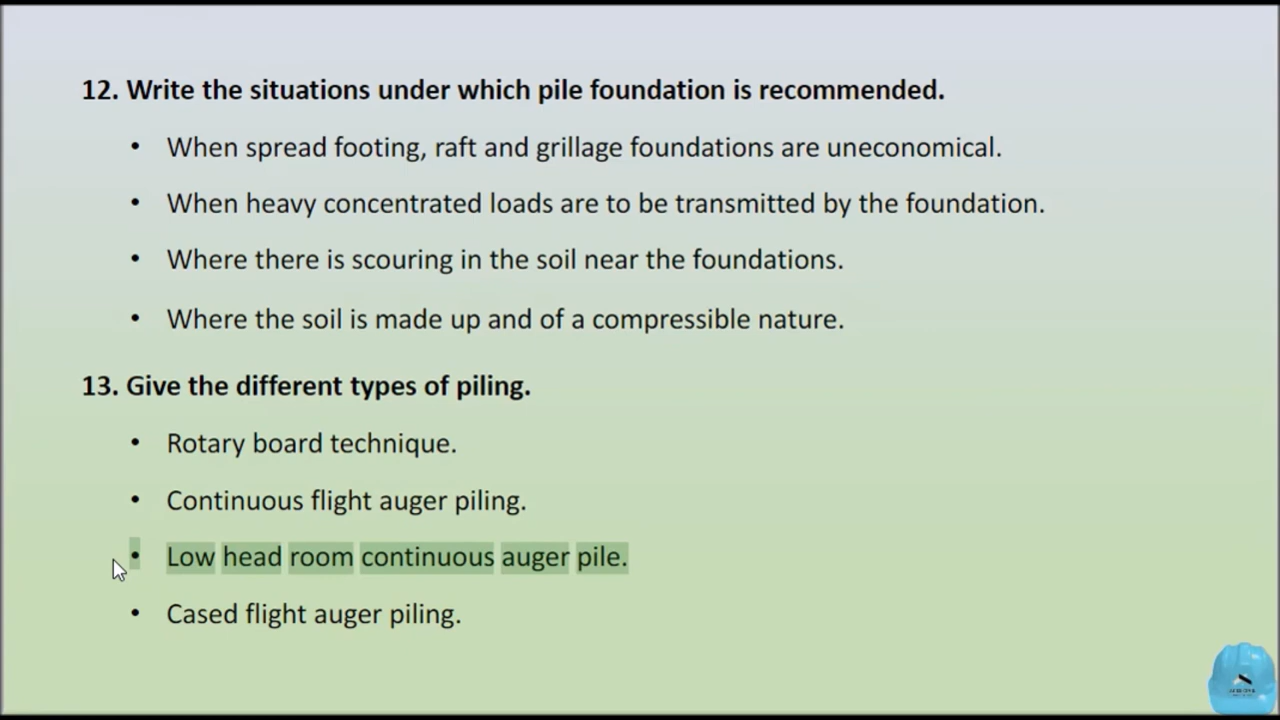 12. Write the situations under which pile foundation is recommended.
• When spread footing, raft and grillage foundations are uneconomical.
• When heavy concentrated loads are to be transmitted by the foundation.
• Where there is scouring in the soil near the foundations.
• Where the soil is made up and of a compressible nature.
13. Give the different types of piling.
• Rotary board technique.
• Continuous flight auger piling.
• Low head room continuous auger pile.
• Cased flight auger piling.